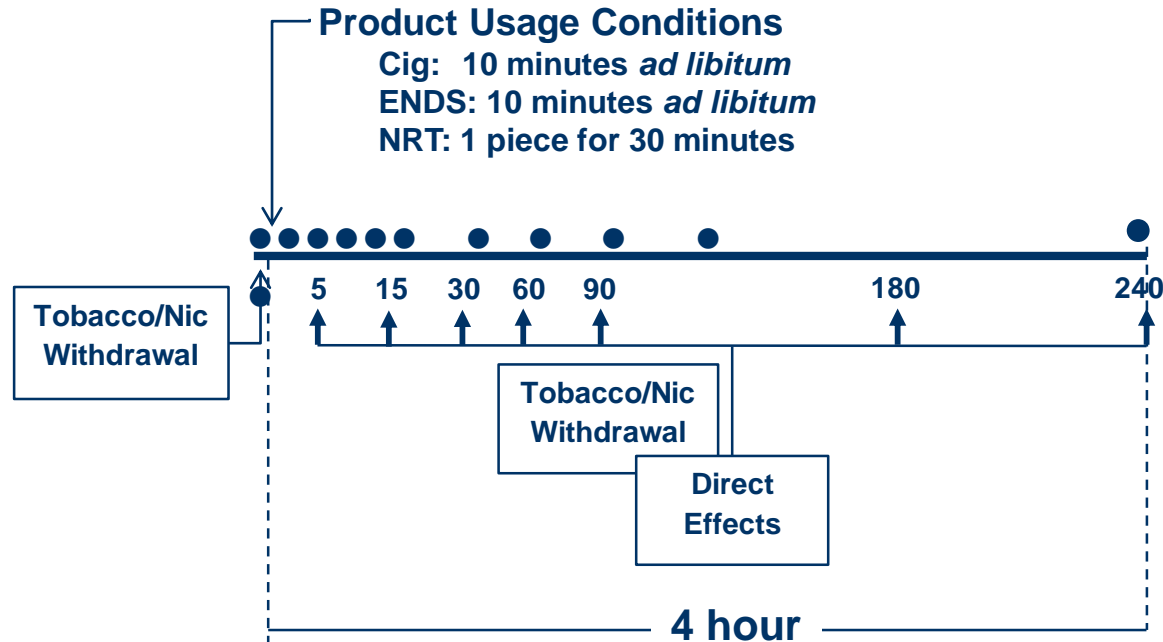 Product Usage Conditions
Cig: 10 minutes ad libitum
ENDS: 10 minutes ad libitum
NRT: 1 piece for 30 minutes
5 15 30 60 90 180 240
Tobacco/Nic
Withdrawal
Tobacco/Nic
Withdrawal
Direct
Effects
4 hour